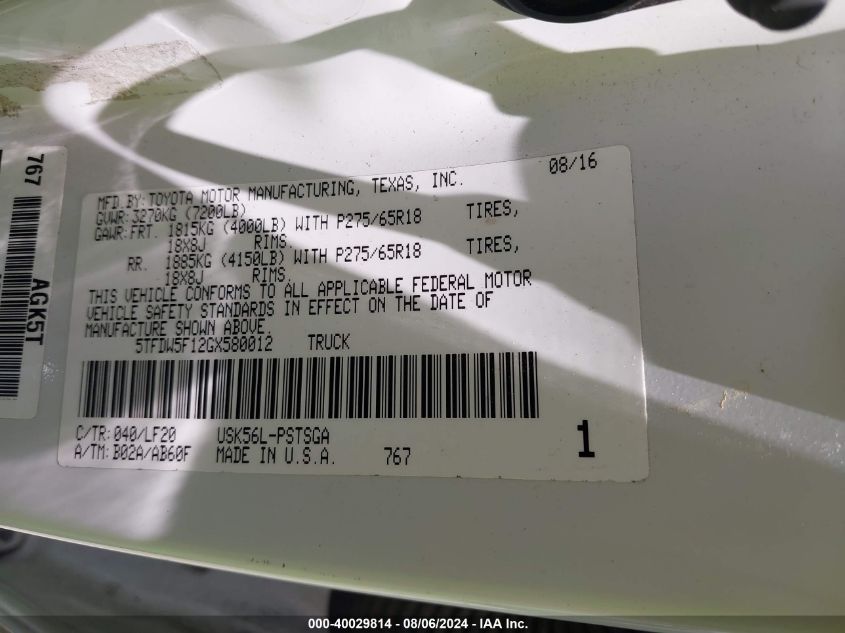 767
AGK5T
MFD.BY: TOYOTA MOTOR MANUFACTURING, TEXAS, INC. 08/16
GVWR: 3270KG (7200LB)
GAWR: FRT. 1815KG (4000LB) WITH P275/65R18 TIRES,
18X8J RIMS.
RR. 1885KG (4150LB) WITH P275/65R18 TIRES,
18X8J RIMS.
THIS VEHICLE CONFORMS TO ALL APPLICABLE FEDERAL MOTOR
VEHICLE SAFETY STANDARDS IN EFFECT ON THE DATE OF
MANUFACTURE SHOWN ABOVE.
5TFDW5F12GX580012 TRUCK
C/TR: 040/LF20 USK56L-PSTSGA
A/TM: B02A/AB60F MADE IN U.S.A. 767 1
000-40029814 - 08/06/2024 - IAA Inc.